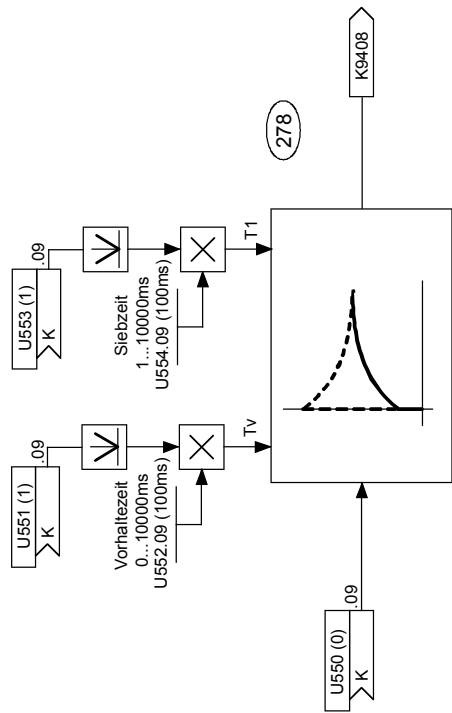 U553 (1)
K
.09
U551 (1)
K
.09
Siebzeit
1...10000ms
U554.09 (100ms)
Vorhaltezeit
0...10000ms
U552.09 (100ms)
T1
Tv
278
U550 (0)
K
.09
K9408